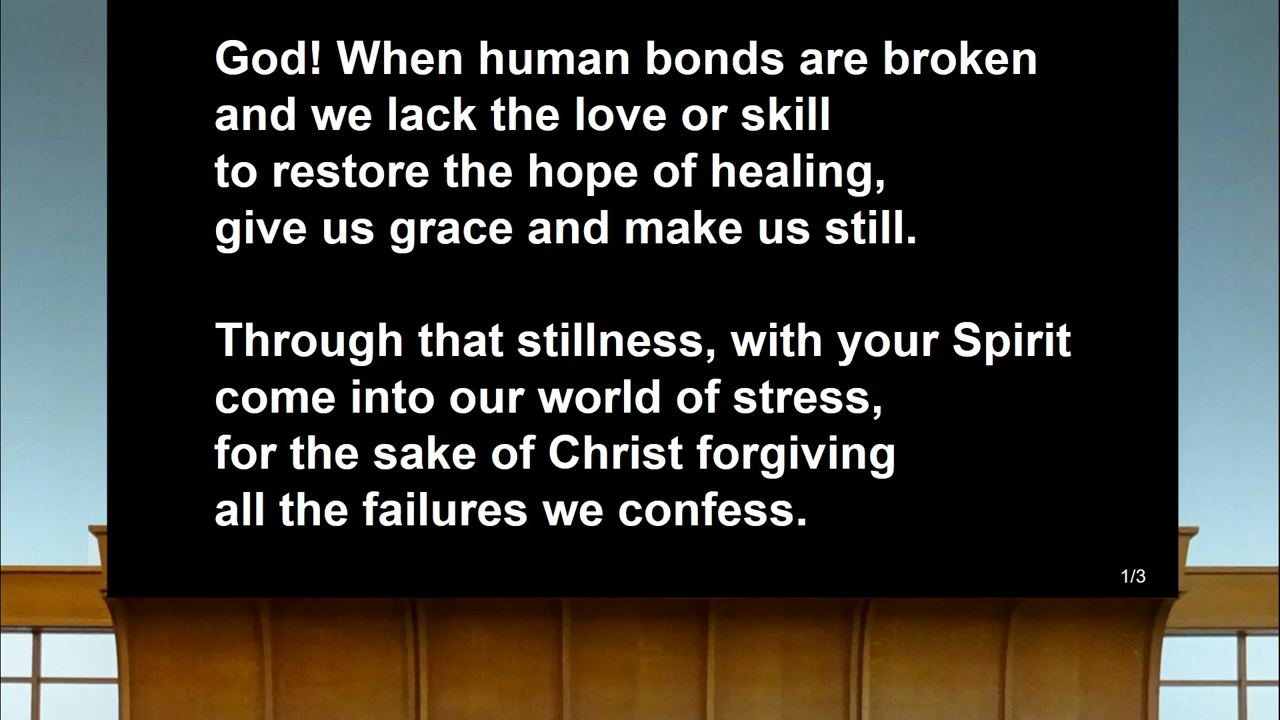 God! When human bonds are broken
and we lack the love or skill
to restore the hope of healing,
give us grace and make us still.
Through that stillness, with your Spirit
come into our world of stress,
for the sake of Christ forgiving
all the failures we confess.
1/3